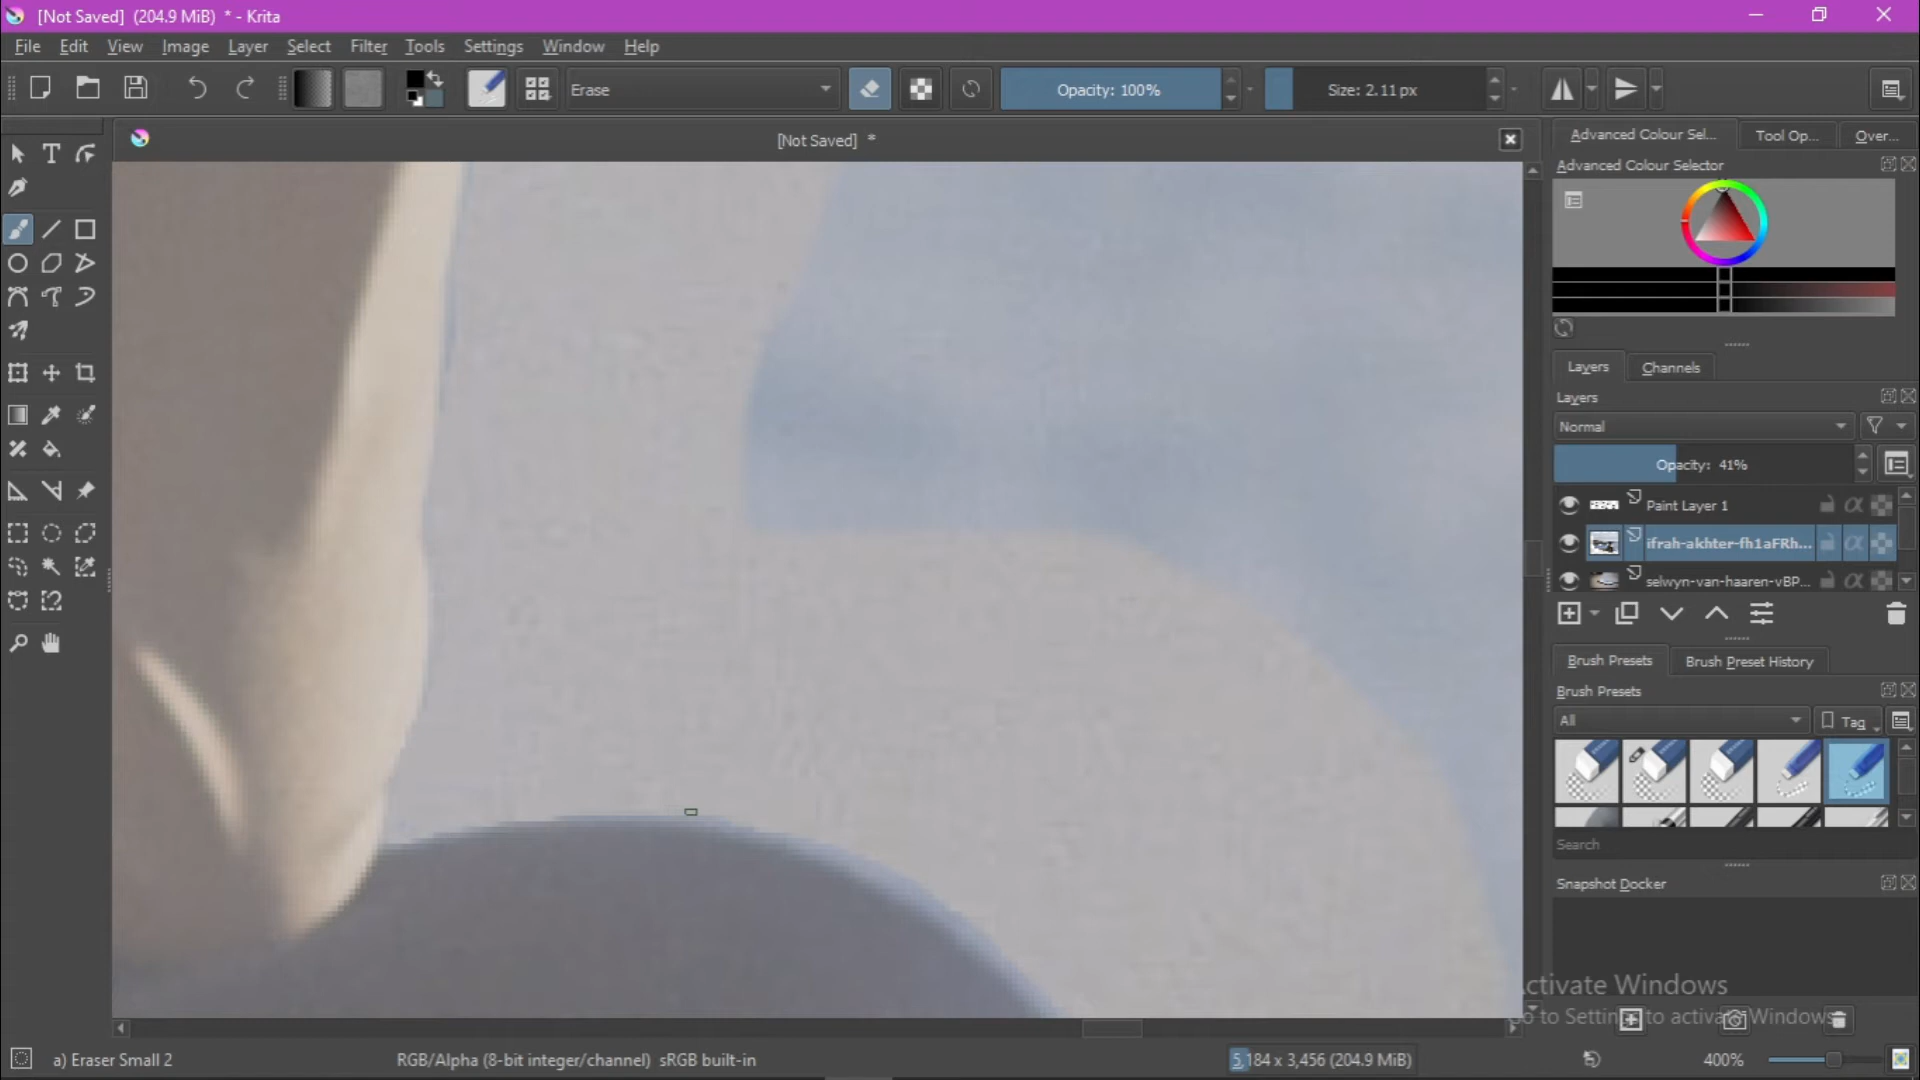 [Not Saved] (204.9 MiB) * - Krita
File Edit View Image Layer Select Filter Tools Settings Window Help
Erase
Opacity: 100%
Size: 2.11 px
[Not Saved] *
Advanced Colour Sel... Tool Op... Over...
Advanced Colour Selector
Layers Channels
Layers
Normal
Opacity: 41%
Paint Layer 1
ifrah-akhter-fh1aFRh...
selwyn-van-haaren-vBP...
Brush Presets Brush Preset History
Brush Presets
All Tag
Search
Snapshot Docker
Activate Windows
Go to Settings to activate Windows.
a) Eraser Small 2
RGB/Alpha (8-bit integer/channel) sRGB built-in
5,184 x 3,456 (204.9 MiB)
400%